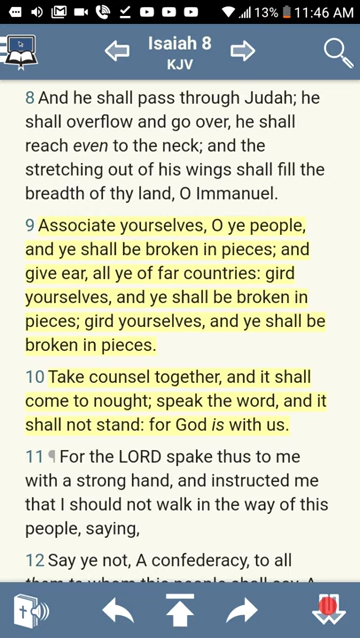 13% 11:46 AM
Isaiah 8
KJV
8 And he shall pass through Judah; he
shall overflow and go over, he shall
reach even to the neck; and the
stretching out of his wings shall fill the
breadth of thy land, O Immanuel.
9 Associate yourselves, O ye people,
and ye shall be broken in pieces; and
give ear, all ye of far countries: gird
yourselves, and ye shall be broken in
pieces; gird yourselves, and ye shall be
broken in pieces.
10 Take counsel together, and it shall
come to nought; speak the word, and it
shall not stand: for God is with us.
11 ¶ For the LORD spake thus to me
with a strong hand, and instructed me
that I should not walk in the way of this
people, saying,
12 Say ye not, A confederacy, to all
them to whom this people shall say, A